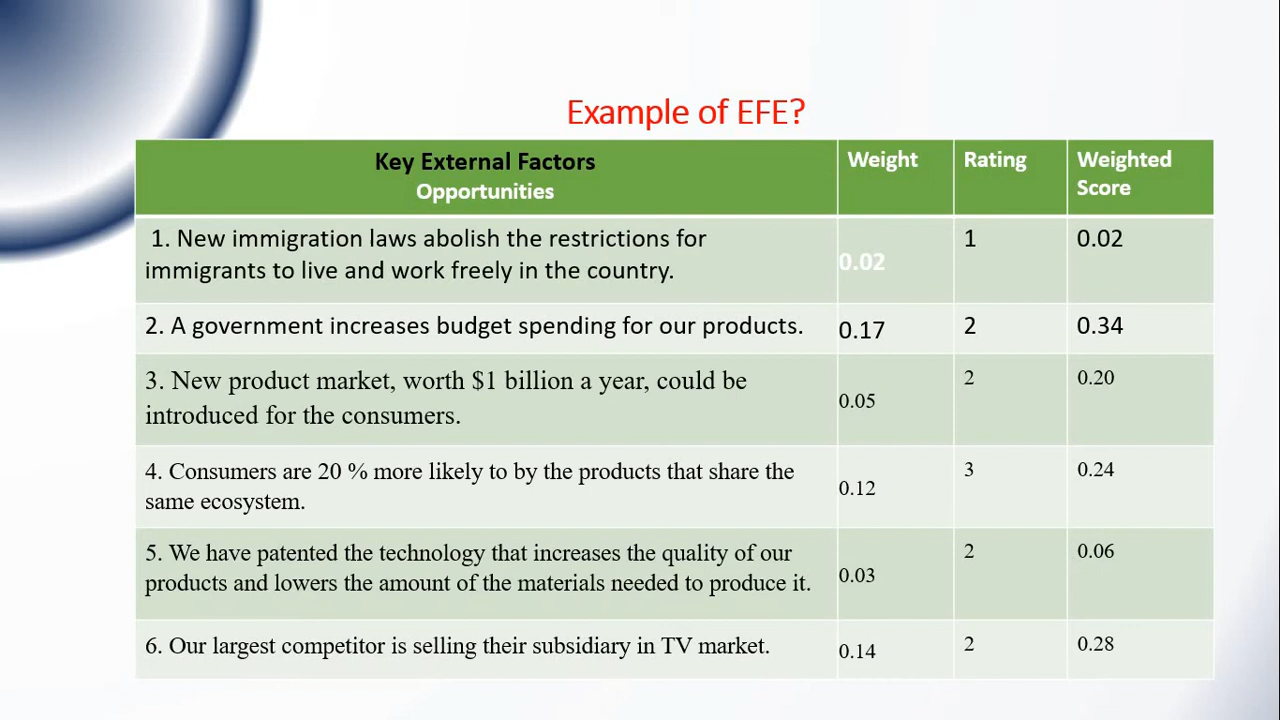 Example of EFE?
Key External Factors
Opportunities
Weight
Rating
Weighted
Score
1. New immigration laws abolish the restrictions for
immigrants to live and work freely in the country.
0.02
1
0.02
2. A government increases budget spending for our products.
0.17
2
0.34
3. New product market, worth $1 billion a year, could be
introduced for the consumers.
0.05
2
0.20
4. Consumers are 20 % more likely to by the products that share the
same ecosystem.
0.12
3
0.24
5. We have patented the technology that increases the quality of our
products and lowers the amount of the materials needed to produce it.
0.03
2
0.06
6. Our largest competitor is selling their subsidiary in TV market.
0.14
2
0.28